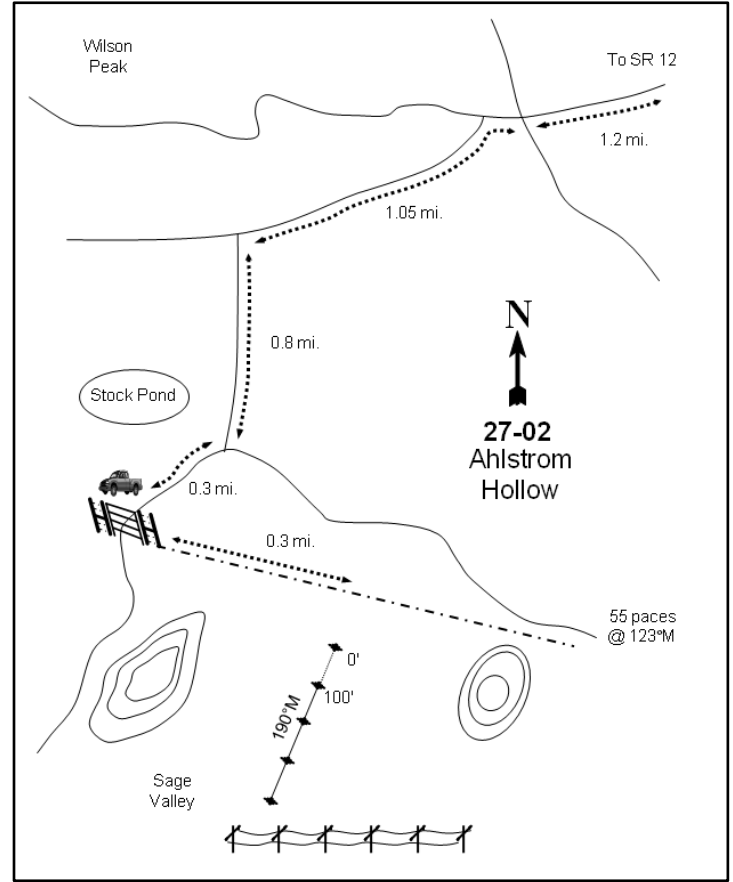 Wilson
Peak
To SR 12
1.2 mi.
1.05 mi.
0.8 mi.
N
Stock Pond
27-02
Ahlstrom
Hollow
0.3 mi.
0.3 mi.
55 paces
@ 123°M
0'
100'
190°M
Sage
Valley